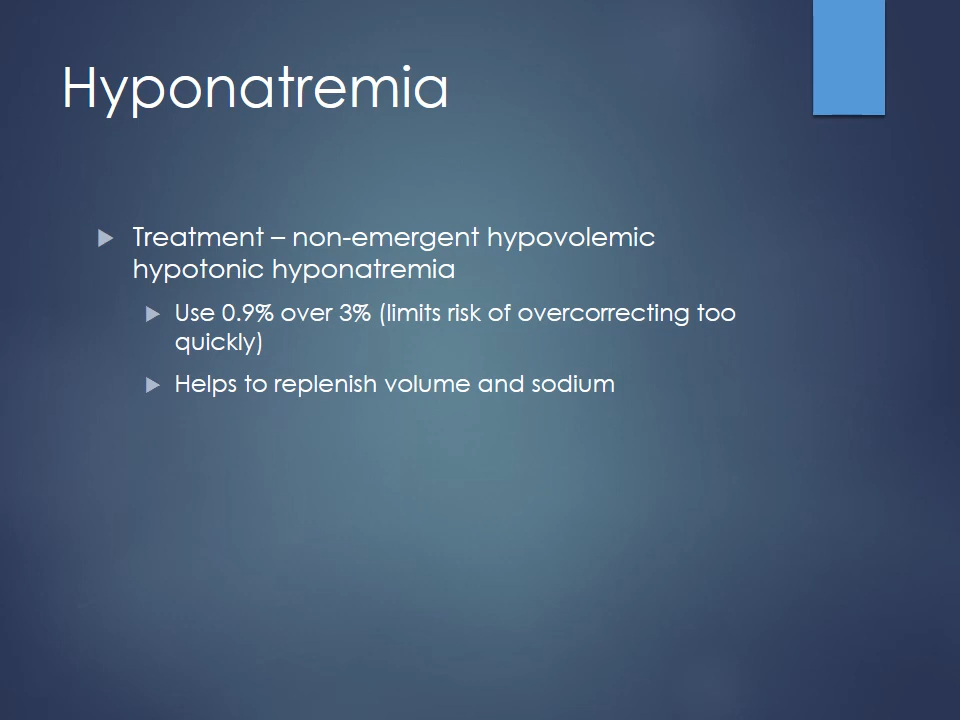 Hyponatremia
Treatment – non-emergent hypovolemic
hypotonic hyponatremia
Use 0.9% over 3% (limits risk of overcorrecting too
quickly)
Helps to replenish volume and sodium